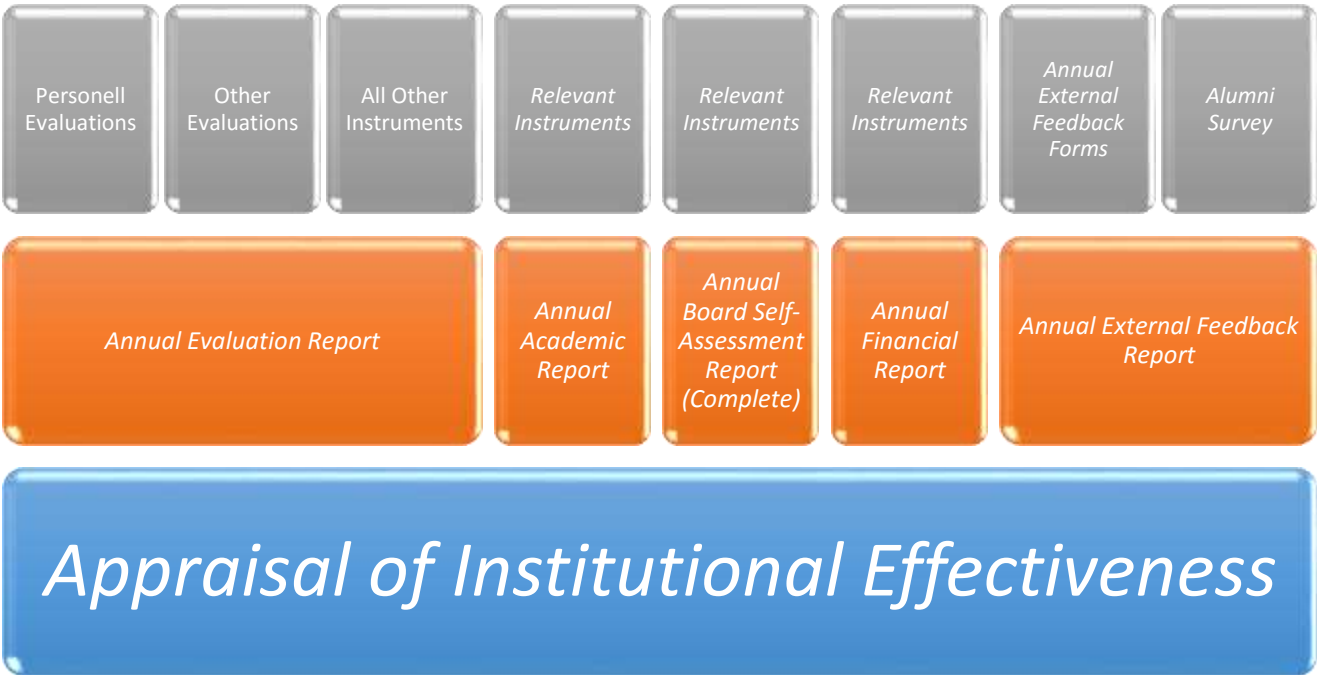 Personell
Evaluations
Other
Evaluations
All Other
Instruments
Relevant
Instruments
Relevant
Instruments
Relevant
Instruments
Annual
External
Feedback
Forms
Alumni
Survey
Annual Evaluation Report
Annual
Academic
Report
Annual
Board Self-
Assessment
Report
(Complete)
Annual
Financial
Report
Annual External Feedback
Report
Appraisal of Institutional Effectiveness